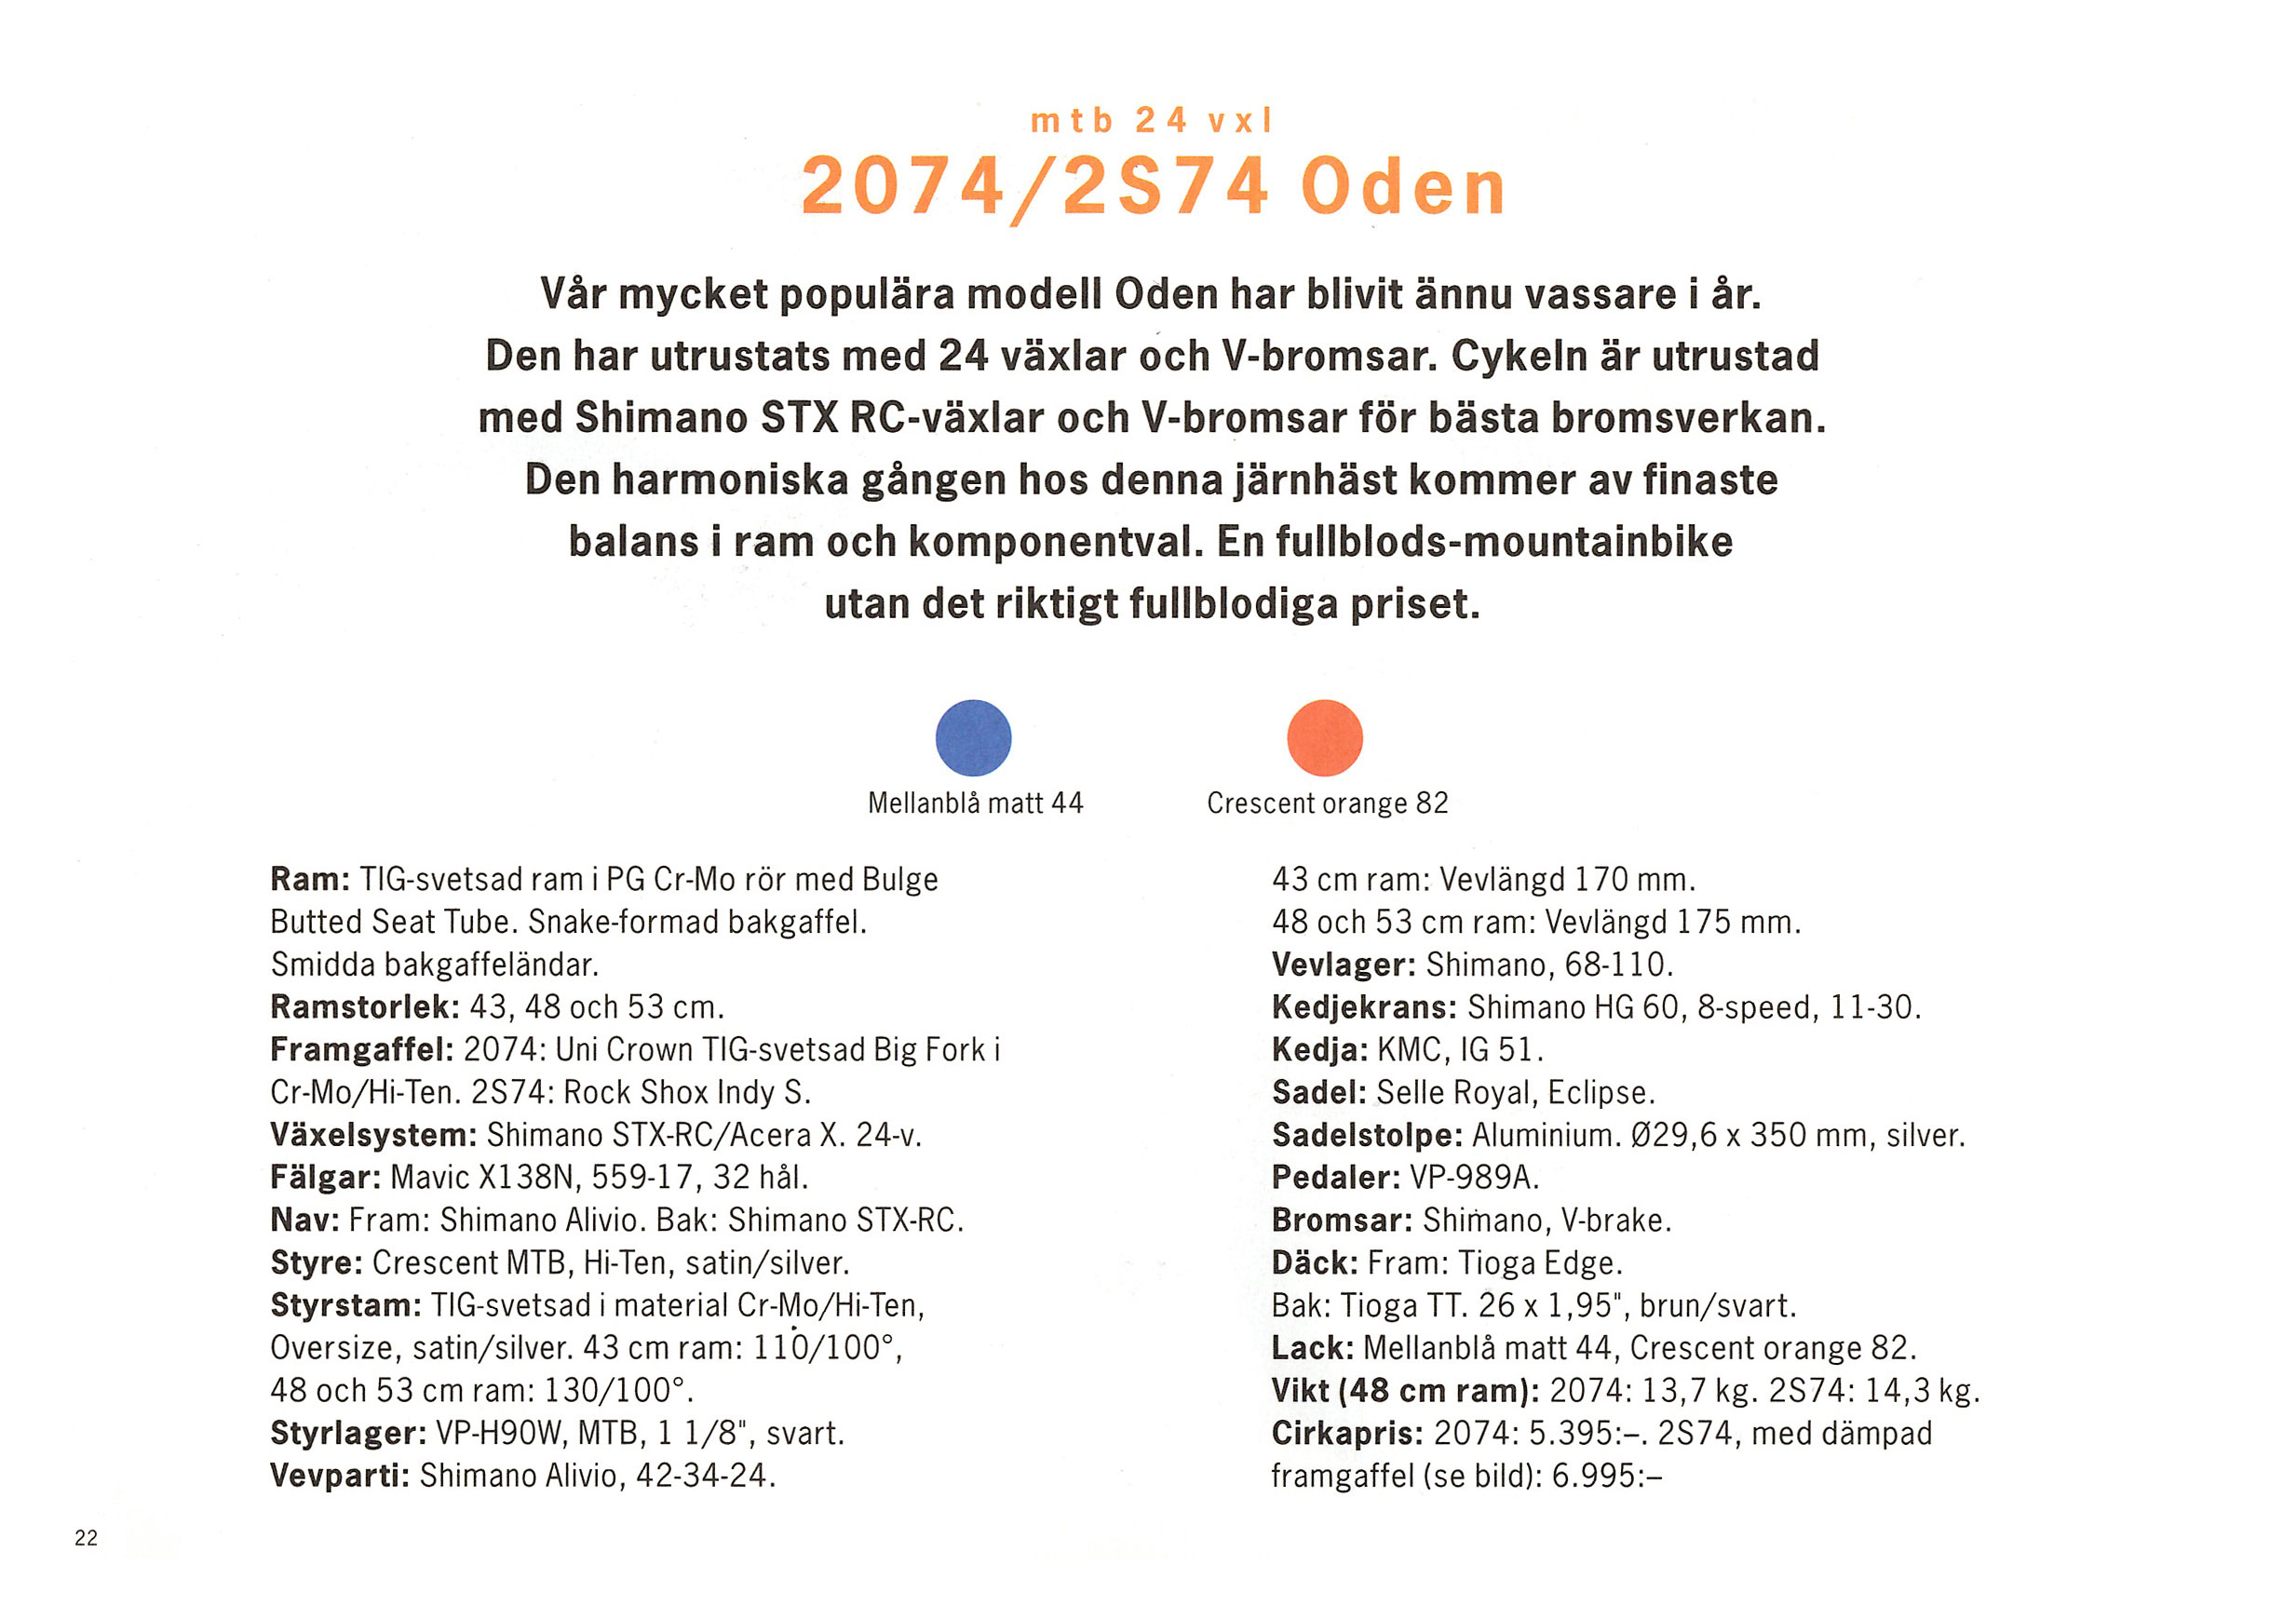 mtb 24 vxl
2074/2S74 Oden
Vår mycket populära modell Oden har blivit ännu vassare i år.
Den har utrustats med 24 växlar och V-bromsar. Cykeln är utrustad
med Shimano STX RC-växlar och V-bromsar för bästa bromsverkan.
Den harmoniska gången hos denna järnhäst kommer av finaste
balans i ram och komponentval. En fullblods-mountainbike
utan det riktigt fullblodiga priset.
Mellanblå matt 44
Crescent orange 82
Ram: TIG-svetsad ram i PG Cr-Mo rör med Bulge
Butted Seat Tube. Snake-formad bakgaffel.
Smidda bakgaffeländar.
Ramstorlek: 43, 48 och 53 cm.
Framgaffel: 2074: Uni Crown TIG-svetsad Big Fork i
Cr-Mo/Hi-Ten. 2S74: Rock Shox Indy S.
Växelsystem: Shimano STX-RC/Acera X. 24-v.
Fälgar: Mavic X138N, 559-17, 32 hål.
Nav: Fram: Shimano Alivio. Bak: Shimano STX-RC.
Styre: Crescent MTB, Hi-Ten, satin/silver.
Styrstam: TIG-svetsad i material Cr-Mo/Hi-Ten,
Oversize, satin/silver. 43 cm ram: 110/100°,
48 och 53 cm ram: 130/100°.
Styrlager: VP-H90W, MTB, 1 1/8", svart.
Vevparti: Shimano Alivio, 42-34-24.
43 cm ram: Vevlängd 170 mm.
48 och 53 cm ram: Vevlängd 175 mm.
Vevlager: Shimano, 68-110.
Kedjekrans: Shimano HG 60, 8-speed, 11-30.
Kedja: KMC, IG 51.
Sadel: Selle Royal, Eclipse.
Sadelstolpe: Aluminium. Ø29,6 x 350 mm, silver.
Pedaler: VP-989A.
Bromsar: Shimano, V-brake.
Däck: Fram: Tioga Edge.
Bak: Tioga TT. 26 x 1,95", brun/svart.
Lack: Mellanblå matt 44, Crescent orange 82.
Vikt (48 cm ram): 2074: 13,7 kg. 2S74: 14,3 kg.
Cirkapris: 2074: 5.395:–. 2S74, med dämpad
framgaffel (se bild): 6.995:–
22